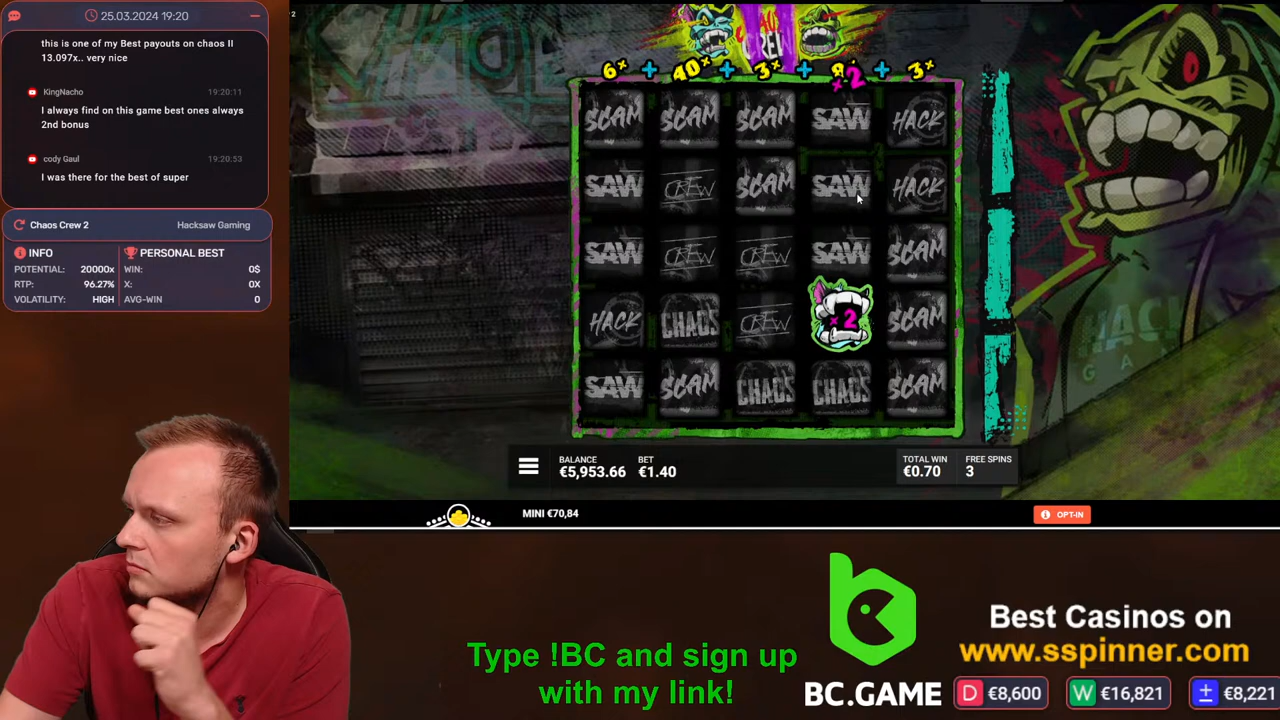 25.03.2024 19:20
this is one of my Best payouts on chaos II
13.097x.. very nice
KingNacho 19:20:11
I always find on this game best ones always
2nd bonus
cody Gaul 19:20:53
I was there for the best of super
Chaos Crew 2 Hacksaw Gaming
INFO PERSONAL BEST
POTENTIAL: 20000x WIN: 0$
RTP: 96.27% X: 0X
VOLATILITY: HIGH AVG-WIN 0
2
CREW
6x + 40x + 3x + + 3x
x2
SCAM SCAM SCAM SAW HACK
SAW CREW SCAM SAW HACK
SAW CREW CREW SAW SCAM
HACK CHAOS CREW x2 SCAM
SAW SCAM CHAOS CHAOS SCAM
HACK
GA
BALANCE BET TOTAL WIN FREE SPINS
€5,953.66 €1.40 €0.70 3
MINI €70,84 OPT-IN
Type !BC and sign up
with my link!
b
BC.GAME
Best Casinos on
www.sspinner.com
D €8,600 W €16,821 ± €8,221